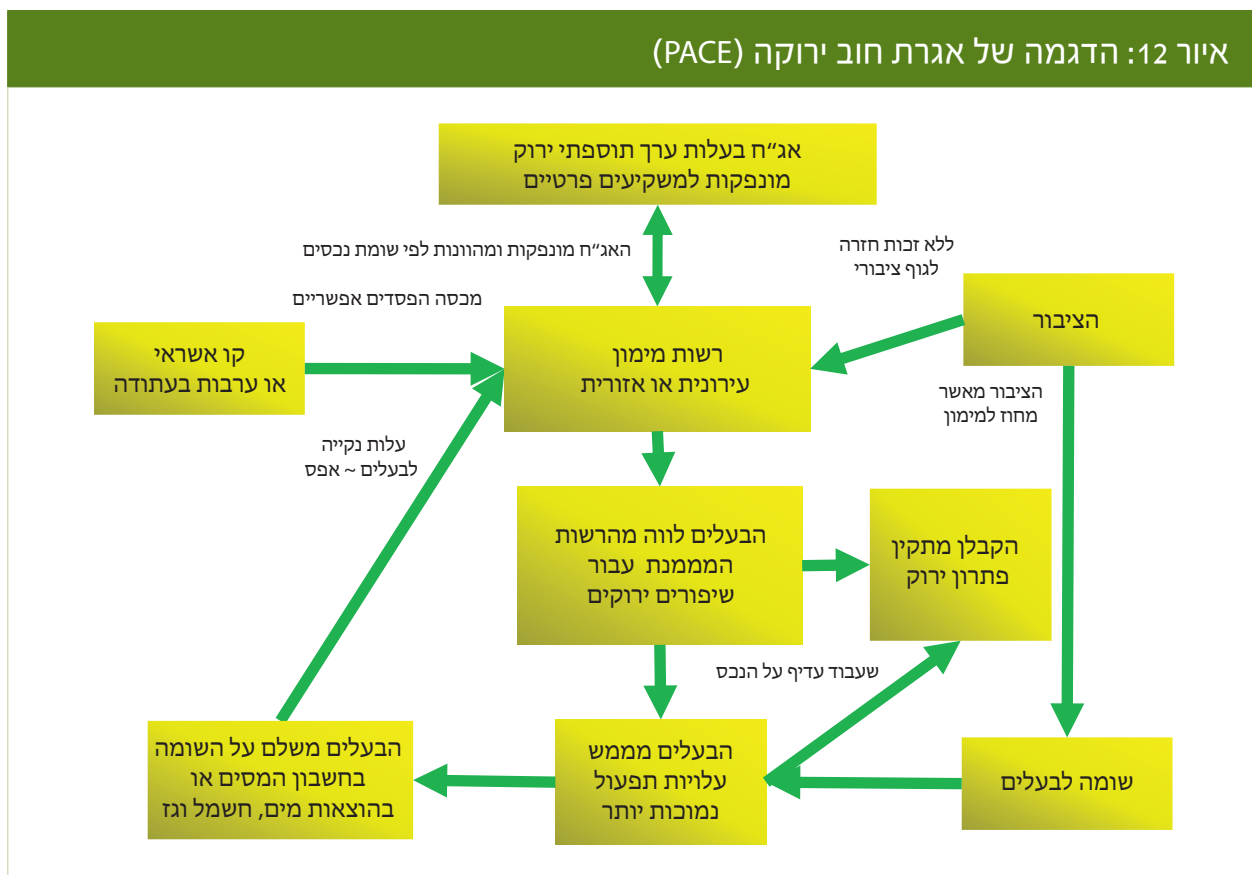 איור 12: הדגמה של אגרת חוב ירוקה (PACE)
אג״ח בעלות ערך תוספתי ירוק
מונפקות למשקיעים פרטיים
האג״ח מונפקות ומהוונות לפי שומת נכסים
ללא זכות חזרה
לגוף ציבורי
הציבור
מכסה הפסדים אפשריים
רשות מימון
עירונית או אזורית
קו אשראי
או ערבות בעתודה
הציבור מאשר
מחוז למימון
עלות נקייה
לבעלים ~ אפס
הקבלן מתקין
פתרון ירוק
הבעלים לווה מהרשות
המממנת עבור
שיפורים ירוקים
שעבוד עדיף על הנכס
שומה לבעלים
הבעלים מממש
עלויות תפעול
נמוכות יותר
הבעלים משלם על השומה
בחשבון המסים או
בהוצאות מים, חשמל וגז